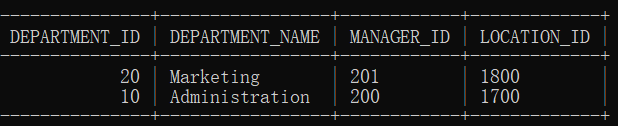 DEPARTMENT_ID | DEPARTMENT_NAME | MANAGER_ID | LOCATION_ID |
20 | Marketing | 201 | 1800 |
10 | Administration | 200 | 1700 |